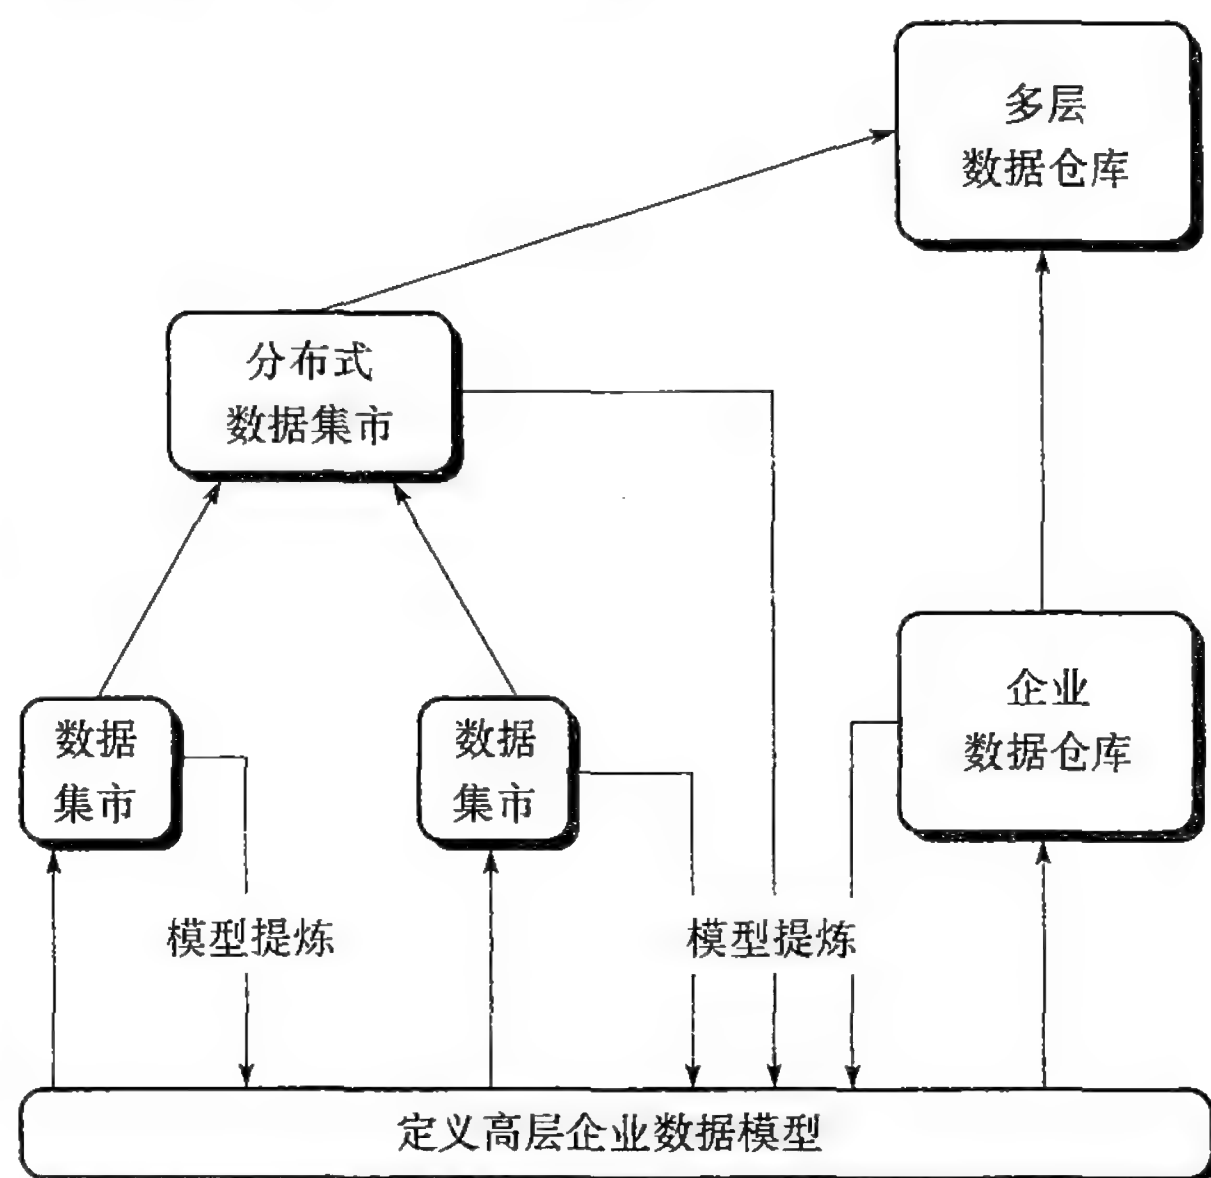 多层
数据仓库
分布式
数据集市
企业
数据仓库
数据
集市
数据
集市
模型提炼
模型提炼
定义高层企业数据模型